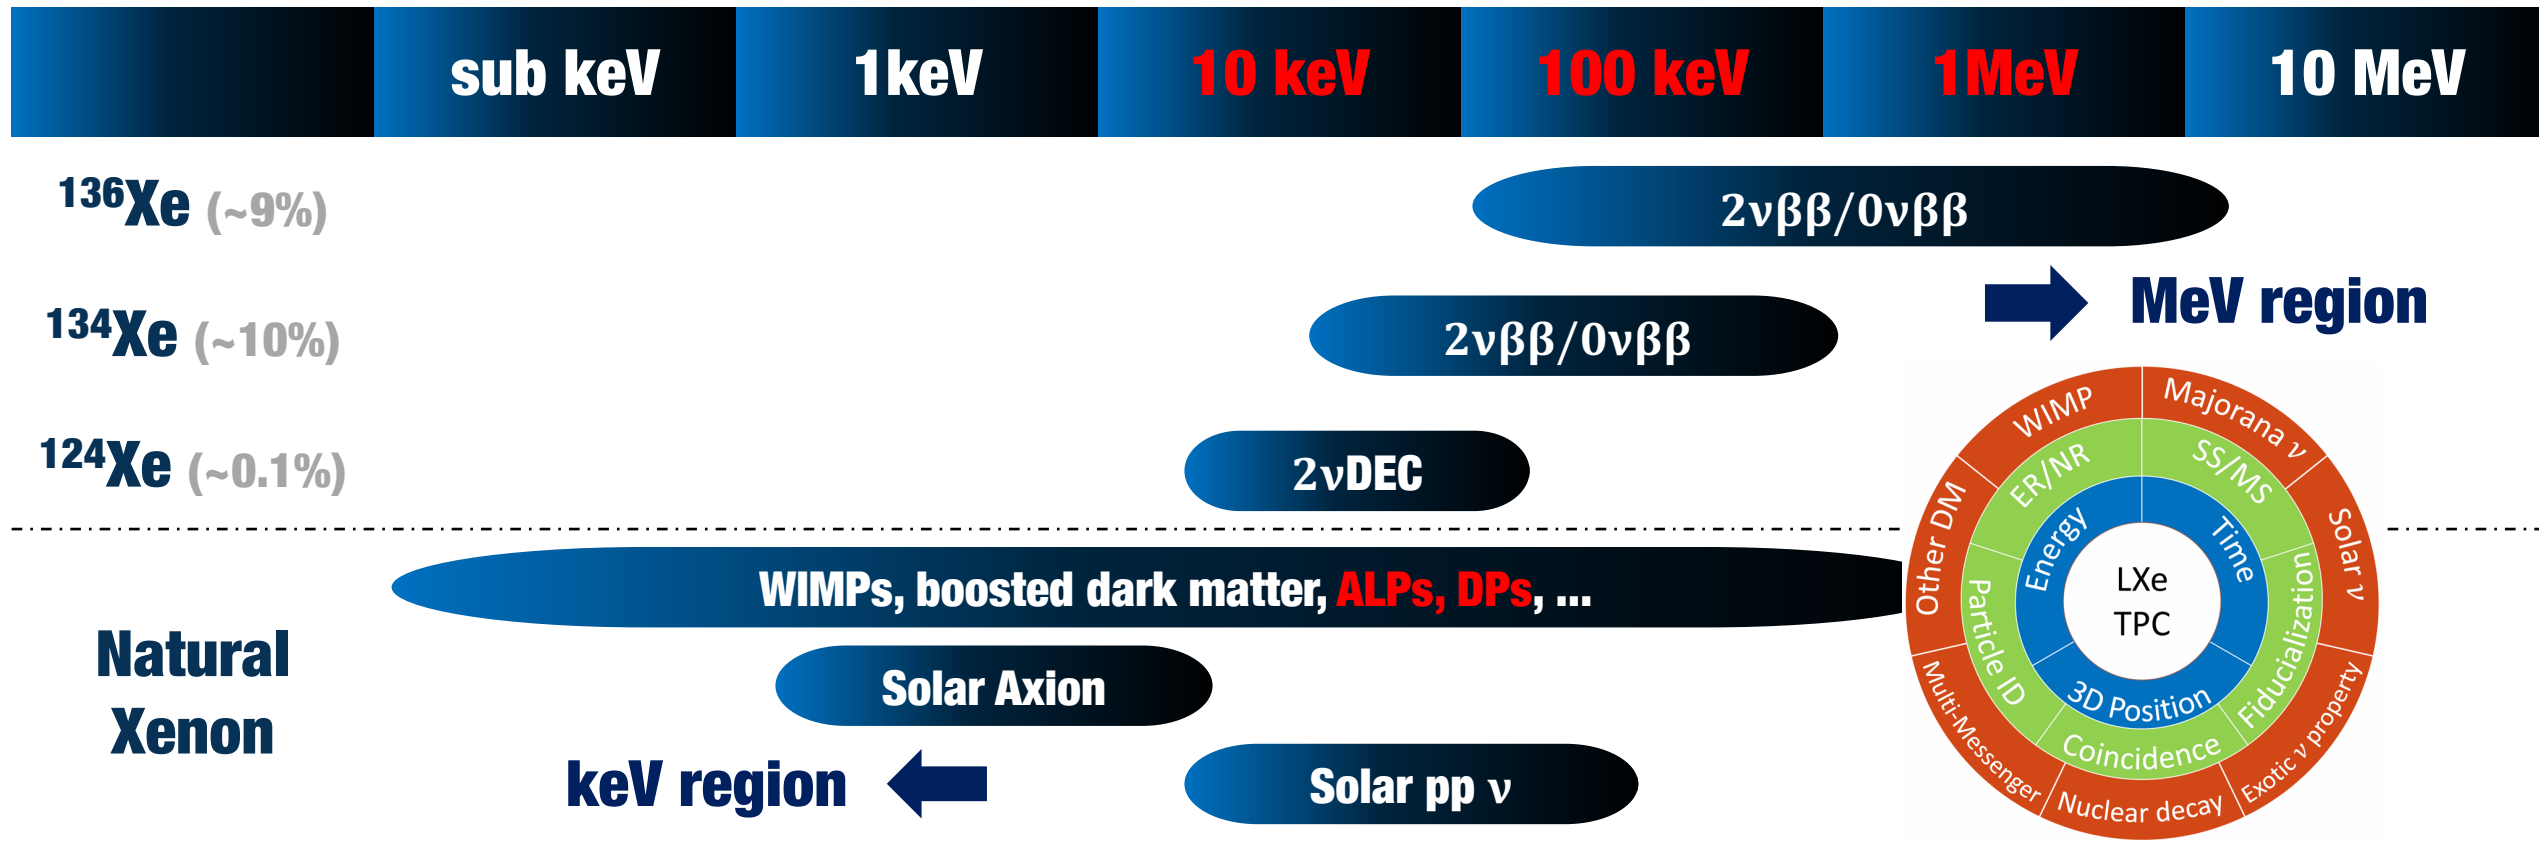 sub keV
1keV
10 keV
100 keV
1MeV
10 MeV
¹³⁶Xe (~9%)
2νββ/0νββ
MeV region
¹³⁴Xe (~10%)
2νββ/0νββ
¹²⁴Xe (~0.1%)
2νDEC
Natural
Xenon
WIMPs, boosted dark matter, ALPs, DPs, ...
Solar Axion
keV region
Solar pp ν
LXe
TPC
Energy
Time
3D Position
ER/NR
SS/MS
Fiducialization
Coincidence
Particle ID
WIMP
Majorana ν
Solar ν
Exotic ν property
Nuclear decay
Multi-Messenger
Other DM